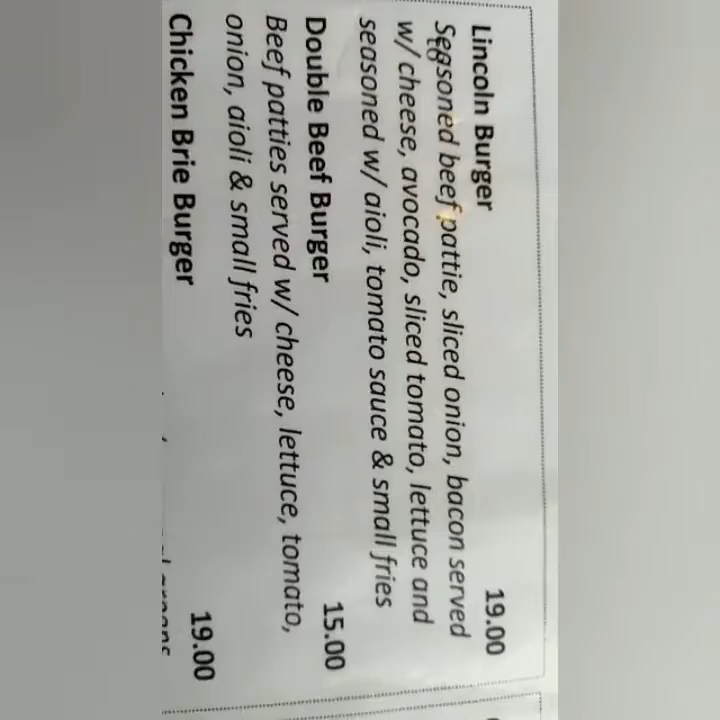 Lincoln Burger 19.00
Seasoned beef pattie, sliced onion, bacon served
w/ cheese, avocado, sliced tomato, lettuce and
seasoned w/ aioli, tomato sauce & small fries
Double Beef Burger 15.00
Beef patties served w/ cheese, lettuce, tomato,
onion, aioli & small fries
Chicken Brie Burger 19.00